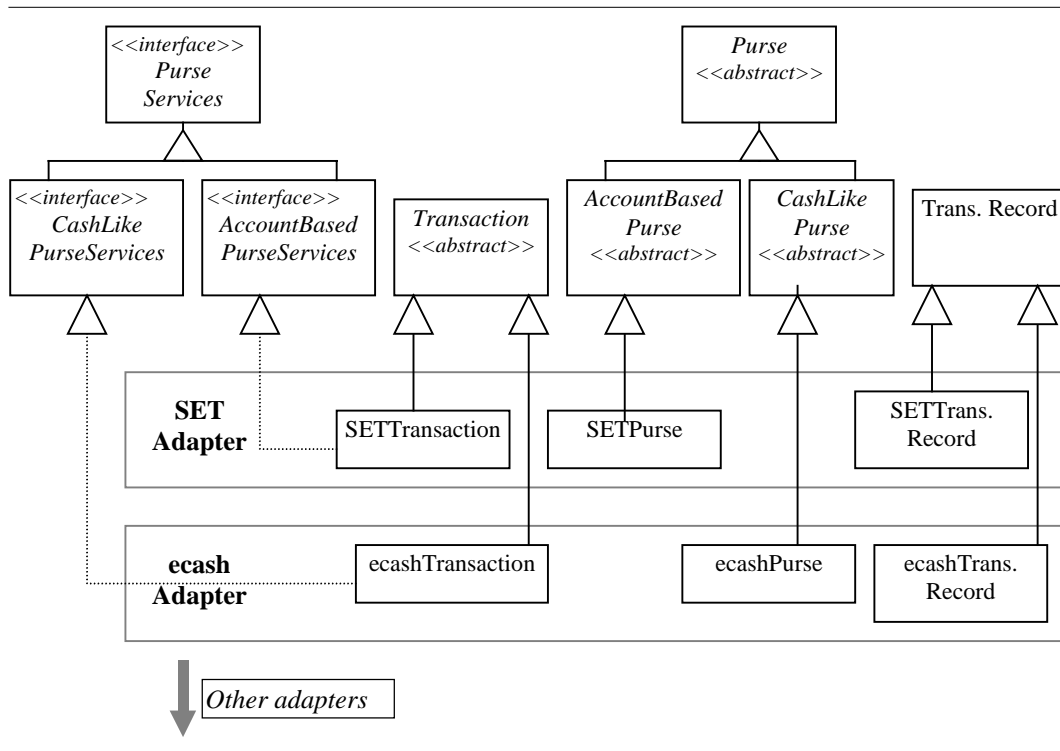 <<interface>>
Purse
Services
Purse
<<abstract>>
<<interface>>
CashLike
PurseServices
<<interface>>
AccountBased
PurseServices
Transaction
<<abstract>>
AccountBased
Purse
<<abstract>>
CashLike
Purse
<<abstract>>
Trans. Record
SET
Adapter
SETTransaction
SETPurse
SETTrans.
Record
ecash
Adapter
ecashTransaction
ecashPurse
ecashTrans.
Record
Other adapters